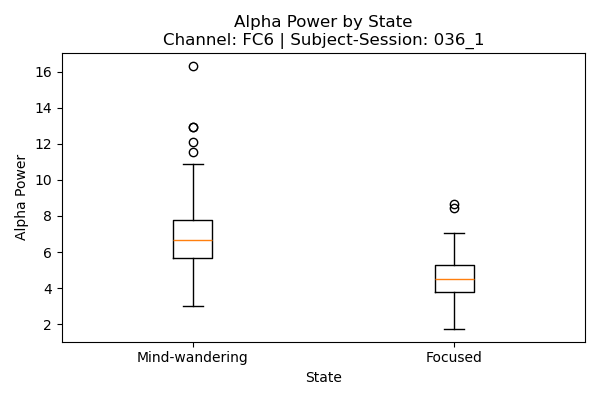 Alpha Power by State
Channel: FC6 | Subject-Session: 036_1
Alpha Power
16
14
12
10
8
6
4
2
Mind-wandering
Focused
State